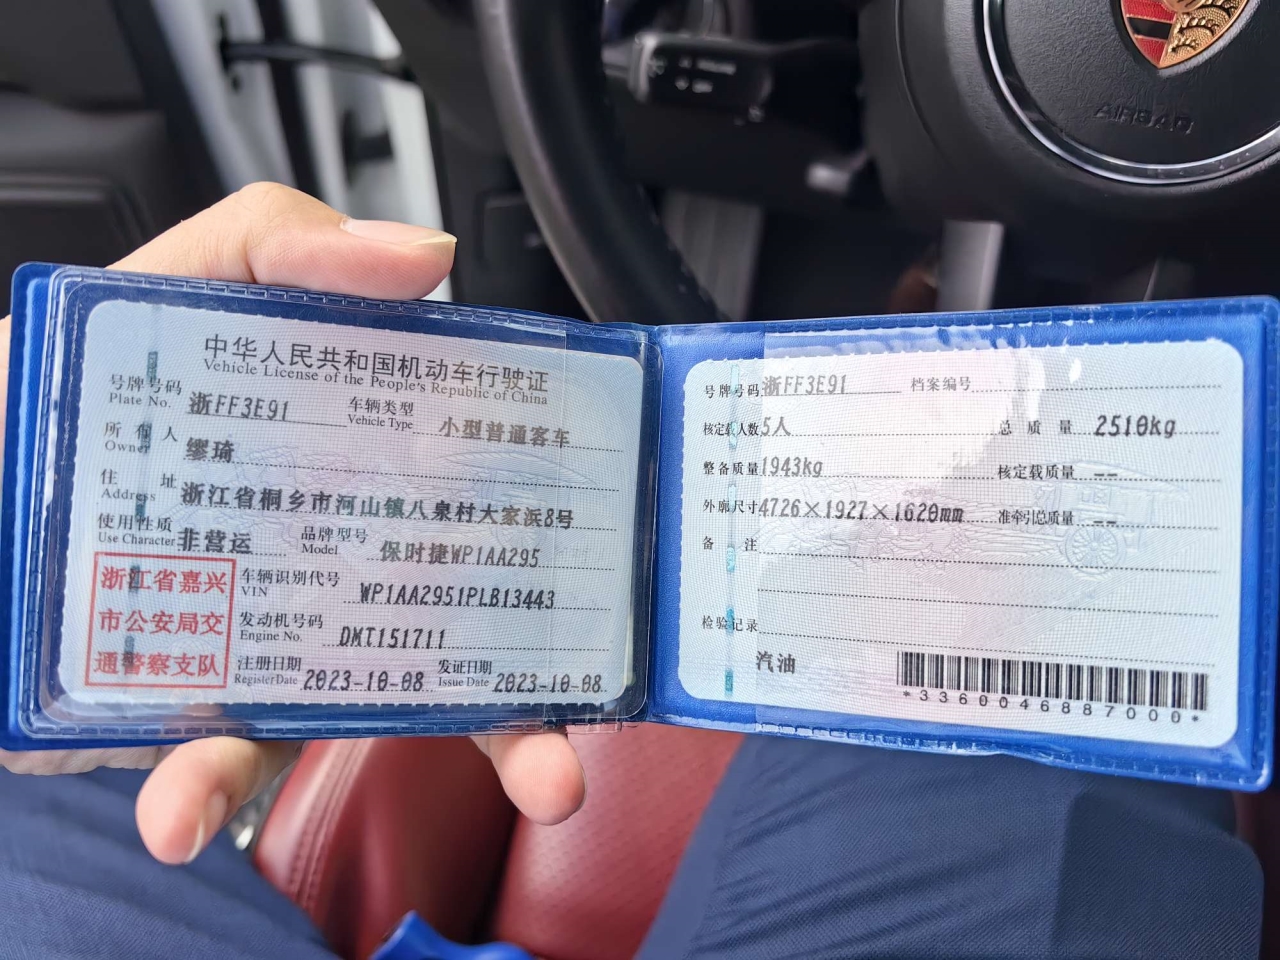 AIRBAG
中华人民共和国机动车行驶证
Vehicle License of the People's Republic of China
号牌号码 浙FF3E91 车辆类型 小型普通客车
Plate No. Vehicle Type
所有人 缪琦
Owner
住址 浙江省桐乡市河山镇八泉村大家浜8号
Address
使用性质 非营运 品牌型号 保时捷WP1AA295
Use Character Model
浙江省嘉兴
市公安局交
通警察支队
车辆识别代号 WP1AA2951PLB13443
VIN
发动机号码 DMT151711
Engine No.
注册日期 2023-10-08 发证日期 2023-10-08
Register Date Issue Date
号牌号码 浙FF3E91 档案编号
核定载人数 5人 总质量 2510kg
整备质量 1943kg 核定载质量 --
外廓尺寸 4726×1927×1620mm 准牵引总质量 --
备注
检验记录
汽油
*3360046887000*